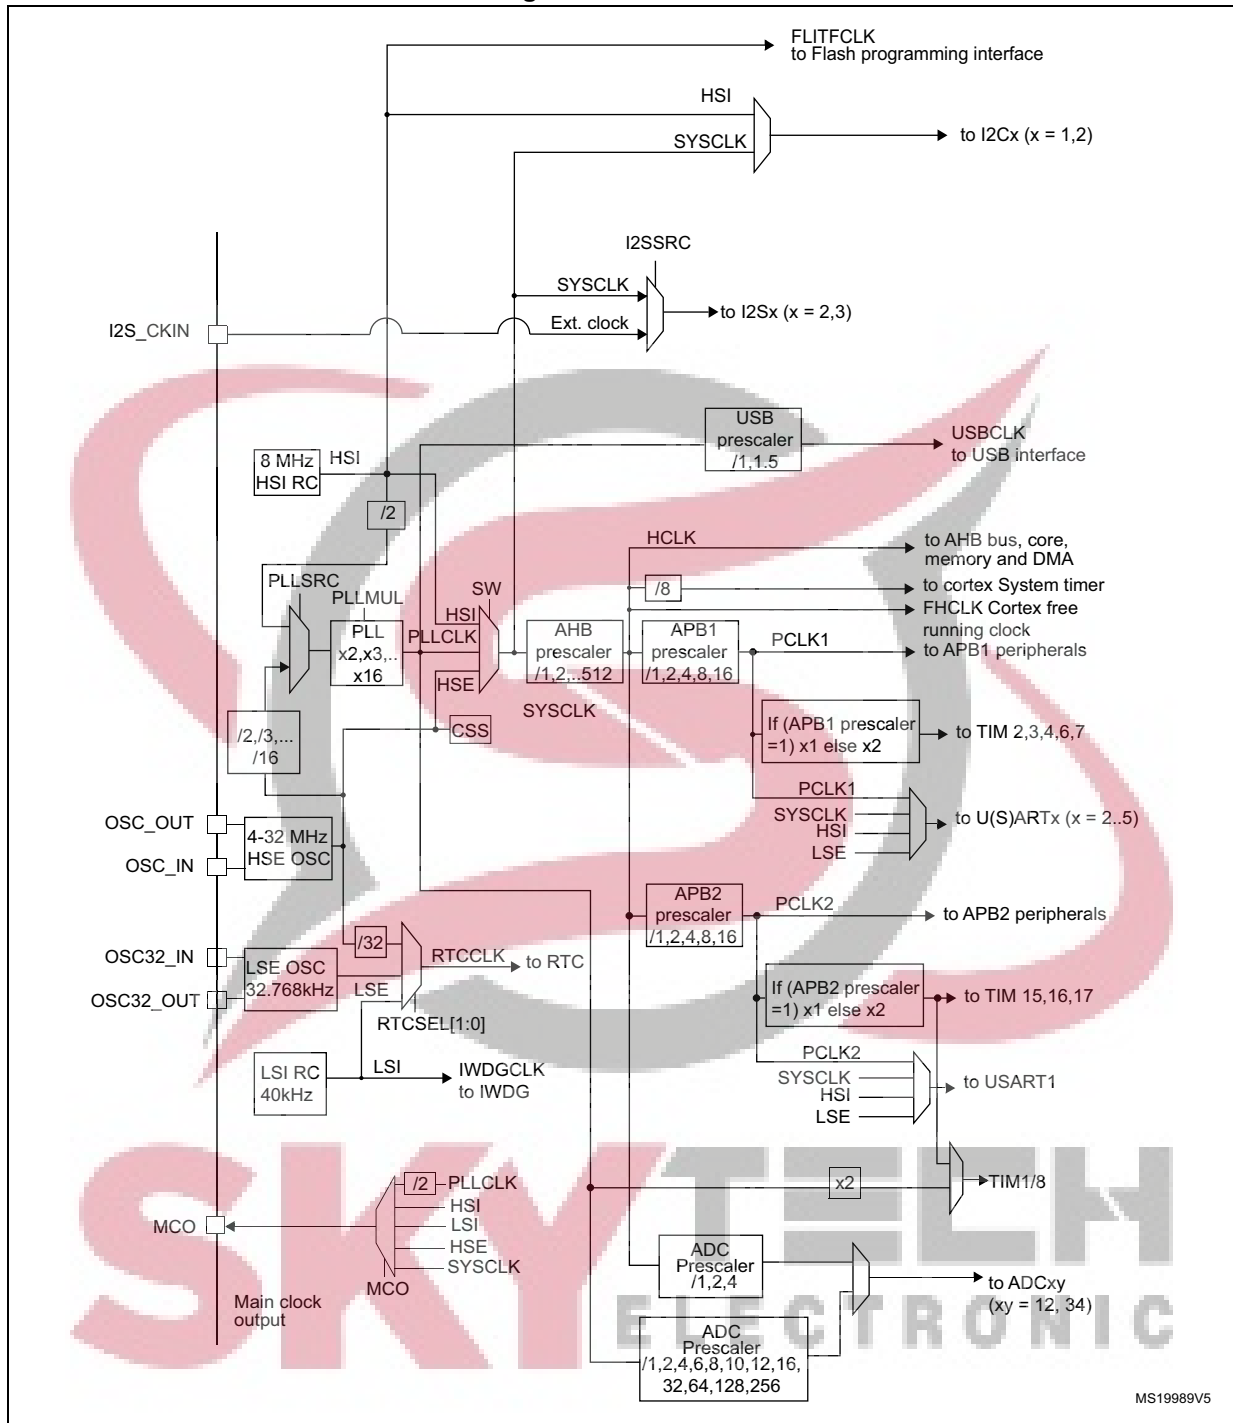 FLITFCLK
to Flash programming interface
HSI
SYSCLK
to I2Cx (x = 1,2)
I2SSRC
SYSCLK
to I2Sx (x = 2,3)
I2S_CKIN
Ext. clock
USB
prescaler
/1,1.5
USBCLK
to USB interface
8 MHz
HSI RC
HSI
/2
HCLK
to AHB bus, core,
memory and DMA
/8
to cortex System timer
FHCLK Cortex free
running clock
PLLSRC
PLLMUL
SW
HSI
PLL
x2,x3,..
x16
PLLCLK
HSE
AHB
prescaler
/1,2,..512
APB1
prescaler
/1,2,4,8,16
PCLK1
to APB1 peripherals
SYSCLK
CSS
/2,/3,...
/16
If (APB1 prescaler
=1) x1 else x2
to TIM 2,3,4,6,7
PCLK1
SYSCLK
HSI
LSE
to U(S)ARTx (x = 2..5)
OSC_OUT
OSC_IN
4-32 MHz
HSE OSC
APB2
prescaler
/1,2,4,8,16
PCLK2
to APB2 peripherals
/32
OSC32_IN
OSC32_OUT
LSE OSC
32.768kHz
LSE
RTCCLK
to RTC
RTCSEL[1:0]
If (APB2 prescaler
=1) x1 else x2
to TIM 15,16,17
LSI RC
40kHz
LSI
IWDGCLK
to IWDG
PCLK2
SYSCLK
HSI
LSE
to USART1
x2
TIM1/8
MCO
/2
PLLCLK
HSI
LSI
HSE
SYSCLK
MCO
Main clock
output
ADC
Prescaler
/1,2,4
to ADCxy
(xy = 12, 34)
ADC
Prescaler
/1,2,4,6,8,10,12,16,
32,64,128,256
SKYTECH
ELECTRONIC
MS19989V5